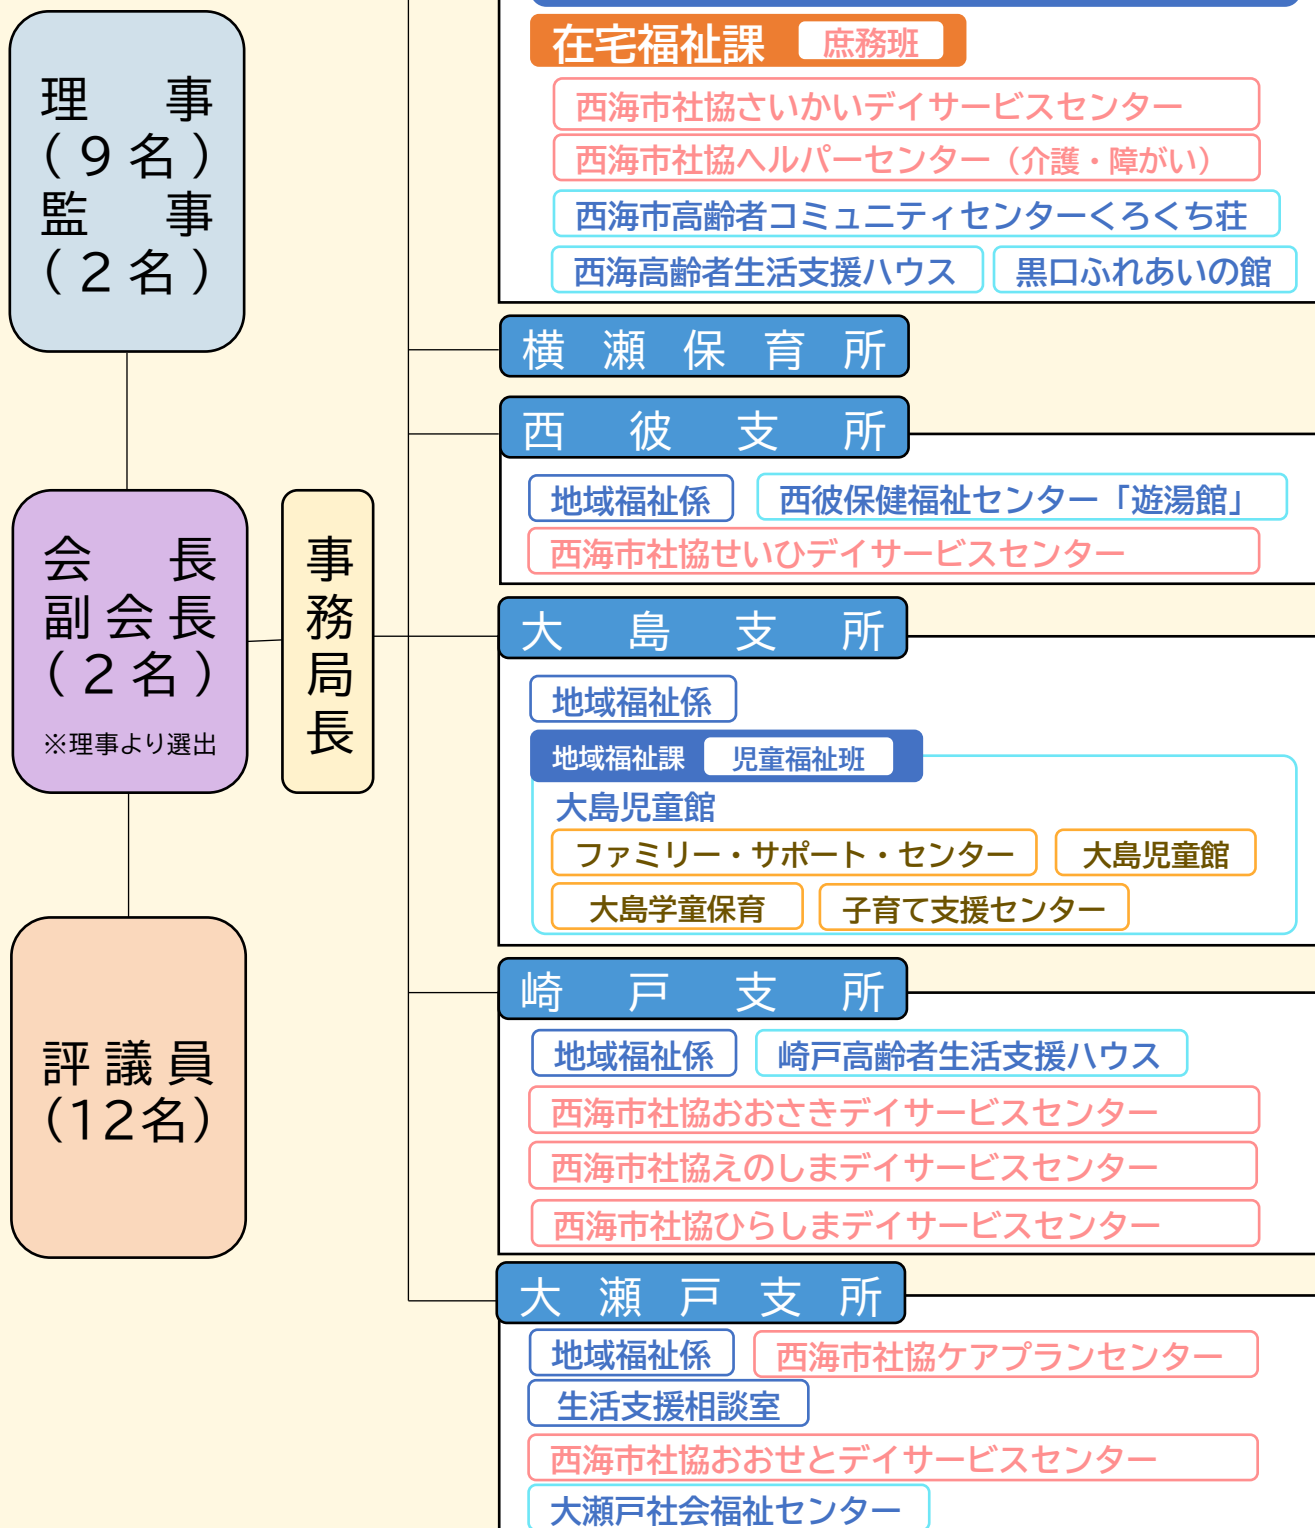 理事
(9名)
監事
(2名)
会長
副会長
(2名)
※理事より選出
評議員
(12名)
事務局長
在宅福祉課 庶務班
西海市社協さいかいデイサービスセンター
西海市社協ヘルパーセンター（介護・障がい）
西海市高齢者コミュニティセンターくろくち荘
西海高齢者生活支援ハウス 黒口ふれあいの館
横瀬保育所
西彼支所
地域福祉係 西彼保健福祉センター「遊湯館」
西海市社協せいひデイサービスセンター
大島支所
地域福祉係
地域福祉課 児童福祉班
大島児童館
ファミリー・サポート・センター 大島児童館
大島学童保育 子育て支援センター
崎戸支所
地域福祉係 崎戸高齢者生活支援ハウス
西海市社協おおさきデイサービスセンター
西海市社協えのしまデイサービスセンター
西海市社協ひらしまデイサービスセンター
大瀬戸支所
地域福祉係 西海市社協ケアプランセンター
生活支援相談室
西海市社協おおせとデイサービスセンター
大瀬戸社会福祉センター